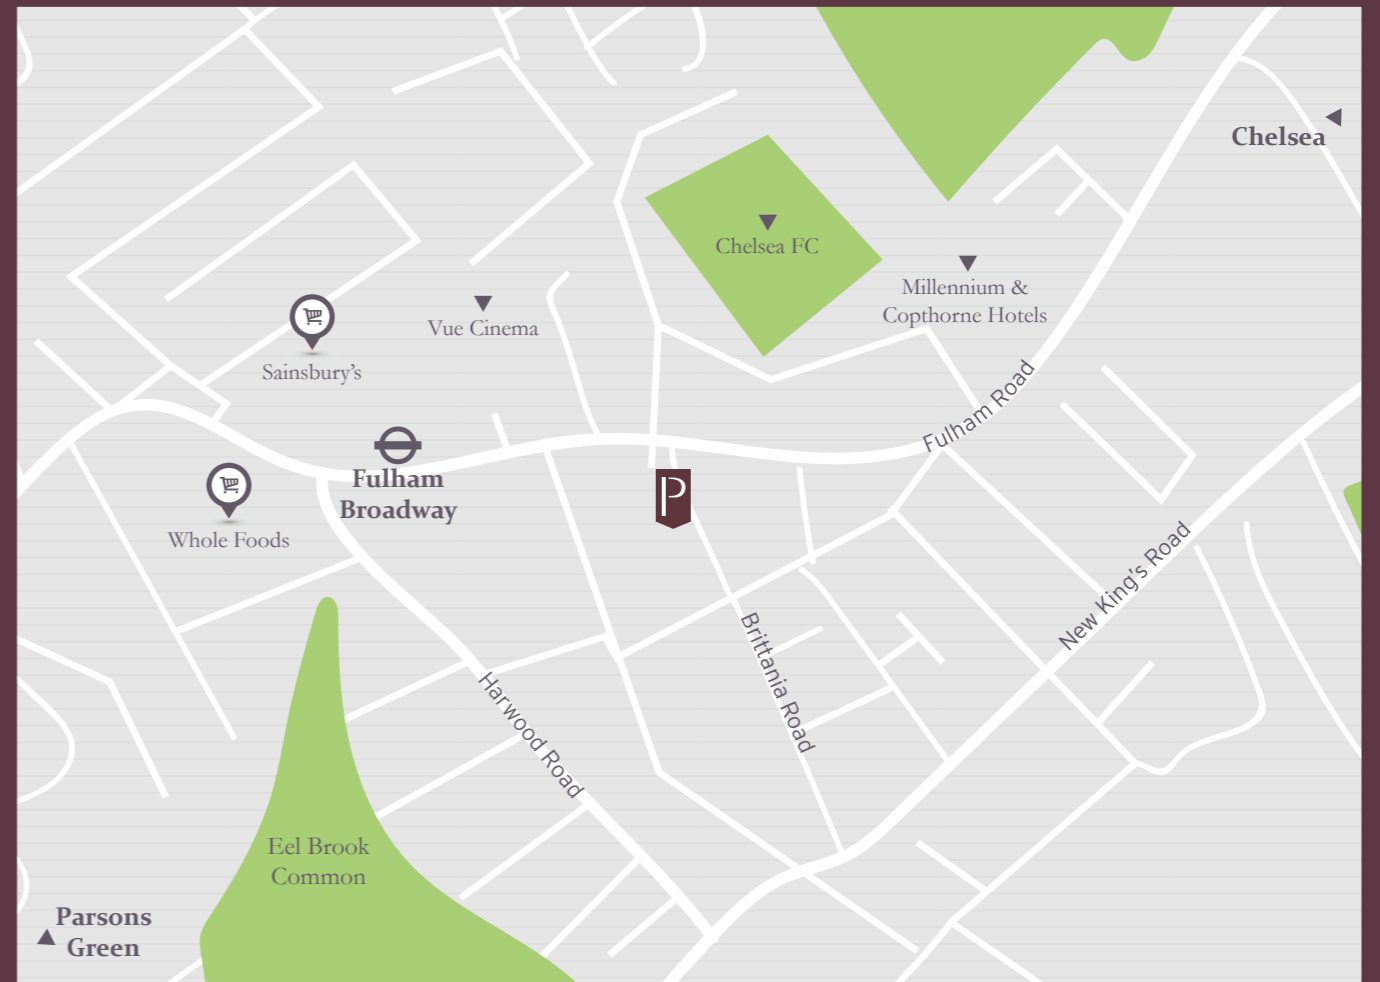 Chelsea
Chelsea FC
Millennium &
Copthorne Hotels
Vue Cinema
Sainsbury's
Fulham Road
Fulham
Broadway
P
Whole Foods
New King's Road
Brittania Road
Harwood Road
Eel Brook
Common
Parsons
Green